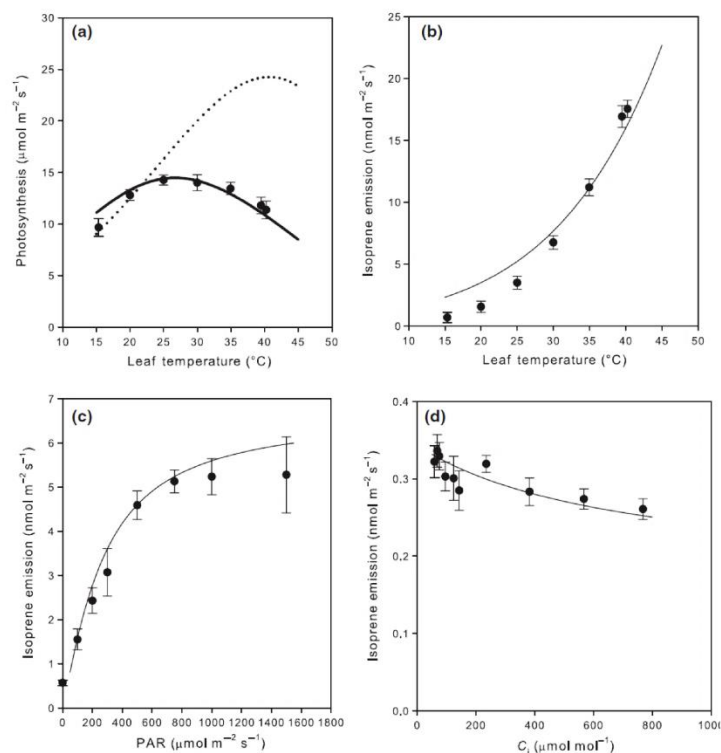 (a)
Photosynthesis (μmol m⁻² s⁻¹)
30
25
20
15
10
5
0
10 15 20 25 30 35 40 45 50
Leaf temperature (°C)
(b)
Isoprene emission (nmol m⁻² s⁻¹)
25
20
15
10
5
0
10 15 20 25 30 35 40 45 50
Leaf temperature (°C)
(c)
Isoprene emission (nmol m⁻² s⁻¹)
7
6
5
4
3
2
1
0
0 200 400 600 800 1000 1200 1400 1600 1800
PAR (μmol m⁻² s⁻¹)
(d)
Isoprene emission (nmol m⁻² s⁻¹)
0.4
0.3
0.2
0,1
0,0
0 200 400 600 800 1000
Cᵢ (μmol mol⁻¹)